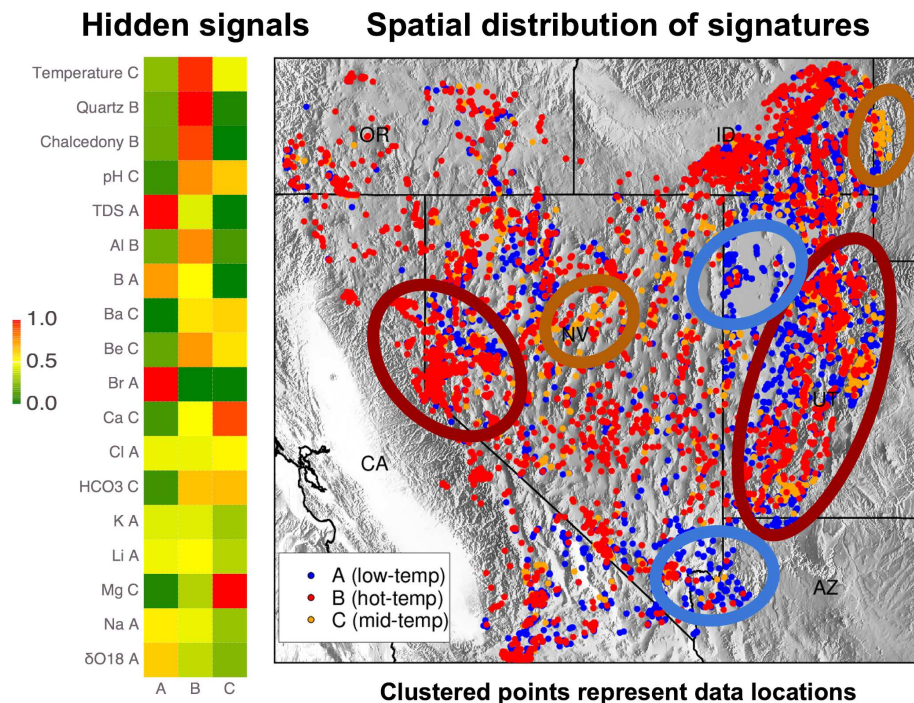 Hidden signals
Spatial distribution of signatures
Temperature C
Quartz B
Chalcedony B
pH C
TDS A
Al B
B A
Ba C
Be C
Br A
Ca C
Cl A
HCO3 C
K A
Li A
Mg C
Na A
δO18 A
A B C
1.0
0.5
0.0
OR
ID
NV
UT
CA
AZ
A (low-temp)
B (hot-temp)
C (mid-temp)
Clustered points represent data locations